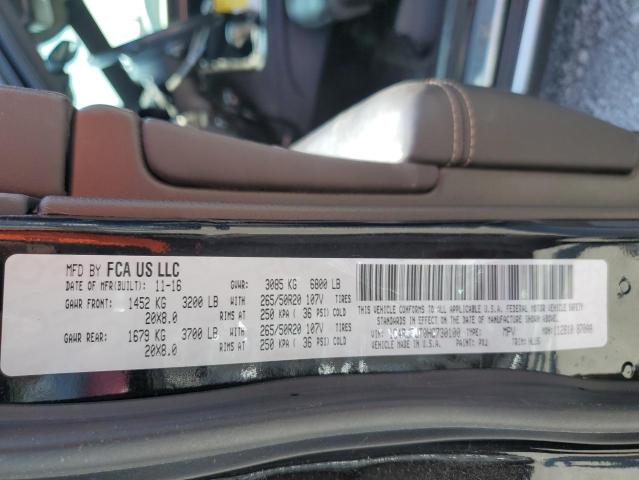 MFD BY FCA US LLC
DATE OF MFR(BUILT): 11-16 GVWR: 3085 KG 6800 LB
GAWR FRONT: 1452 KG 3200 LB WITH 265/50R20 107V TIRES
20X8.0 RIMS AT 250 KPA ( 36 PSI) COLD
GAWR REAR: 1679 KG 3700 LB WITH 265/50R20 107V TIRES
20X8.0 RIMS AT 250 KPA ( 36 PSI) COLD
THIS VEHICLE CONFORMS TO ALL APPLICABLE U.S.A. FEDERAL MOTOR VEHICLE SAFETY
STANDARDS IN EFFECT ON THE DATE OF MANUFACTURE SHOWN ABOVE.
VIN: TYPE: MPV
VEHICLE MADE IN U.S.A. PAINT: PXJ TRIM: